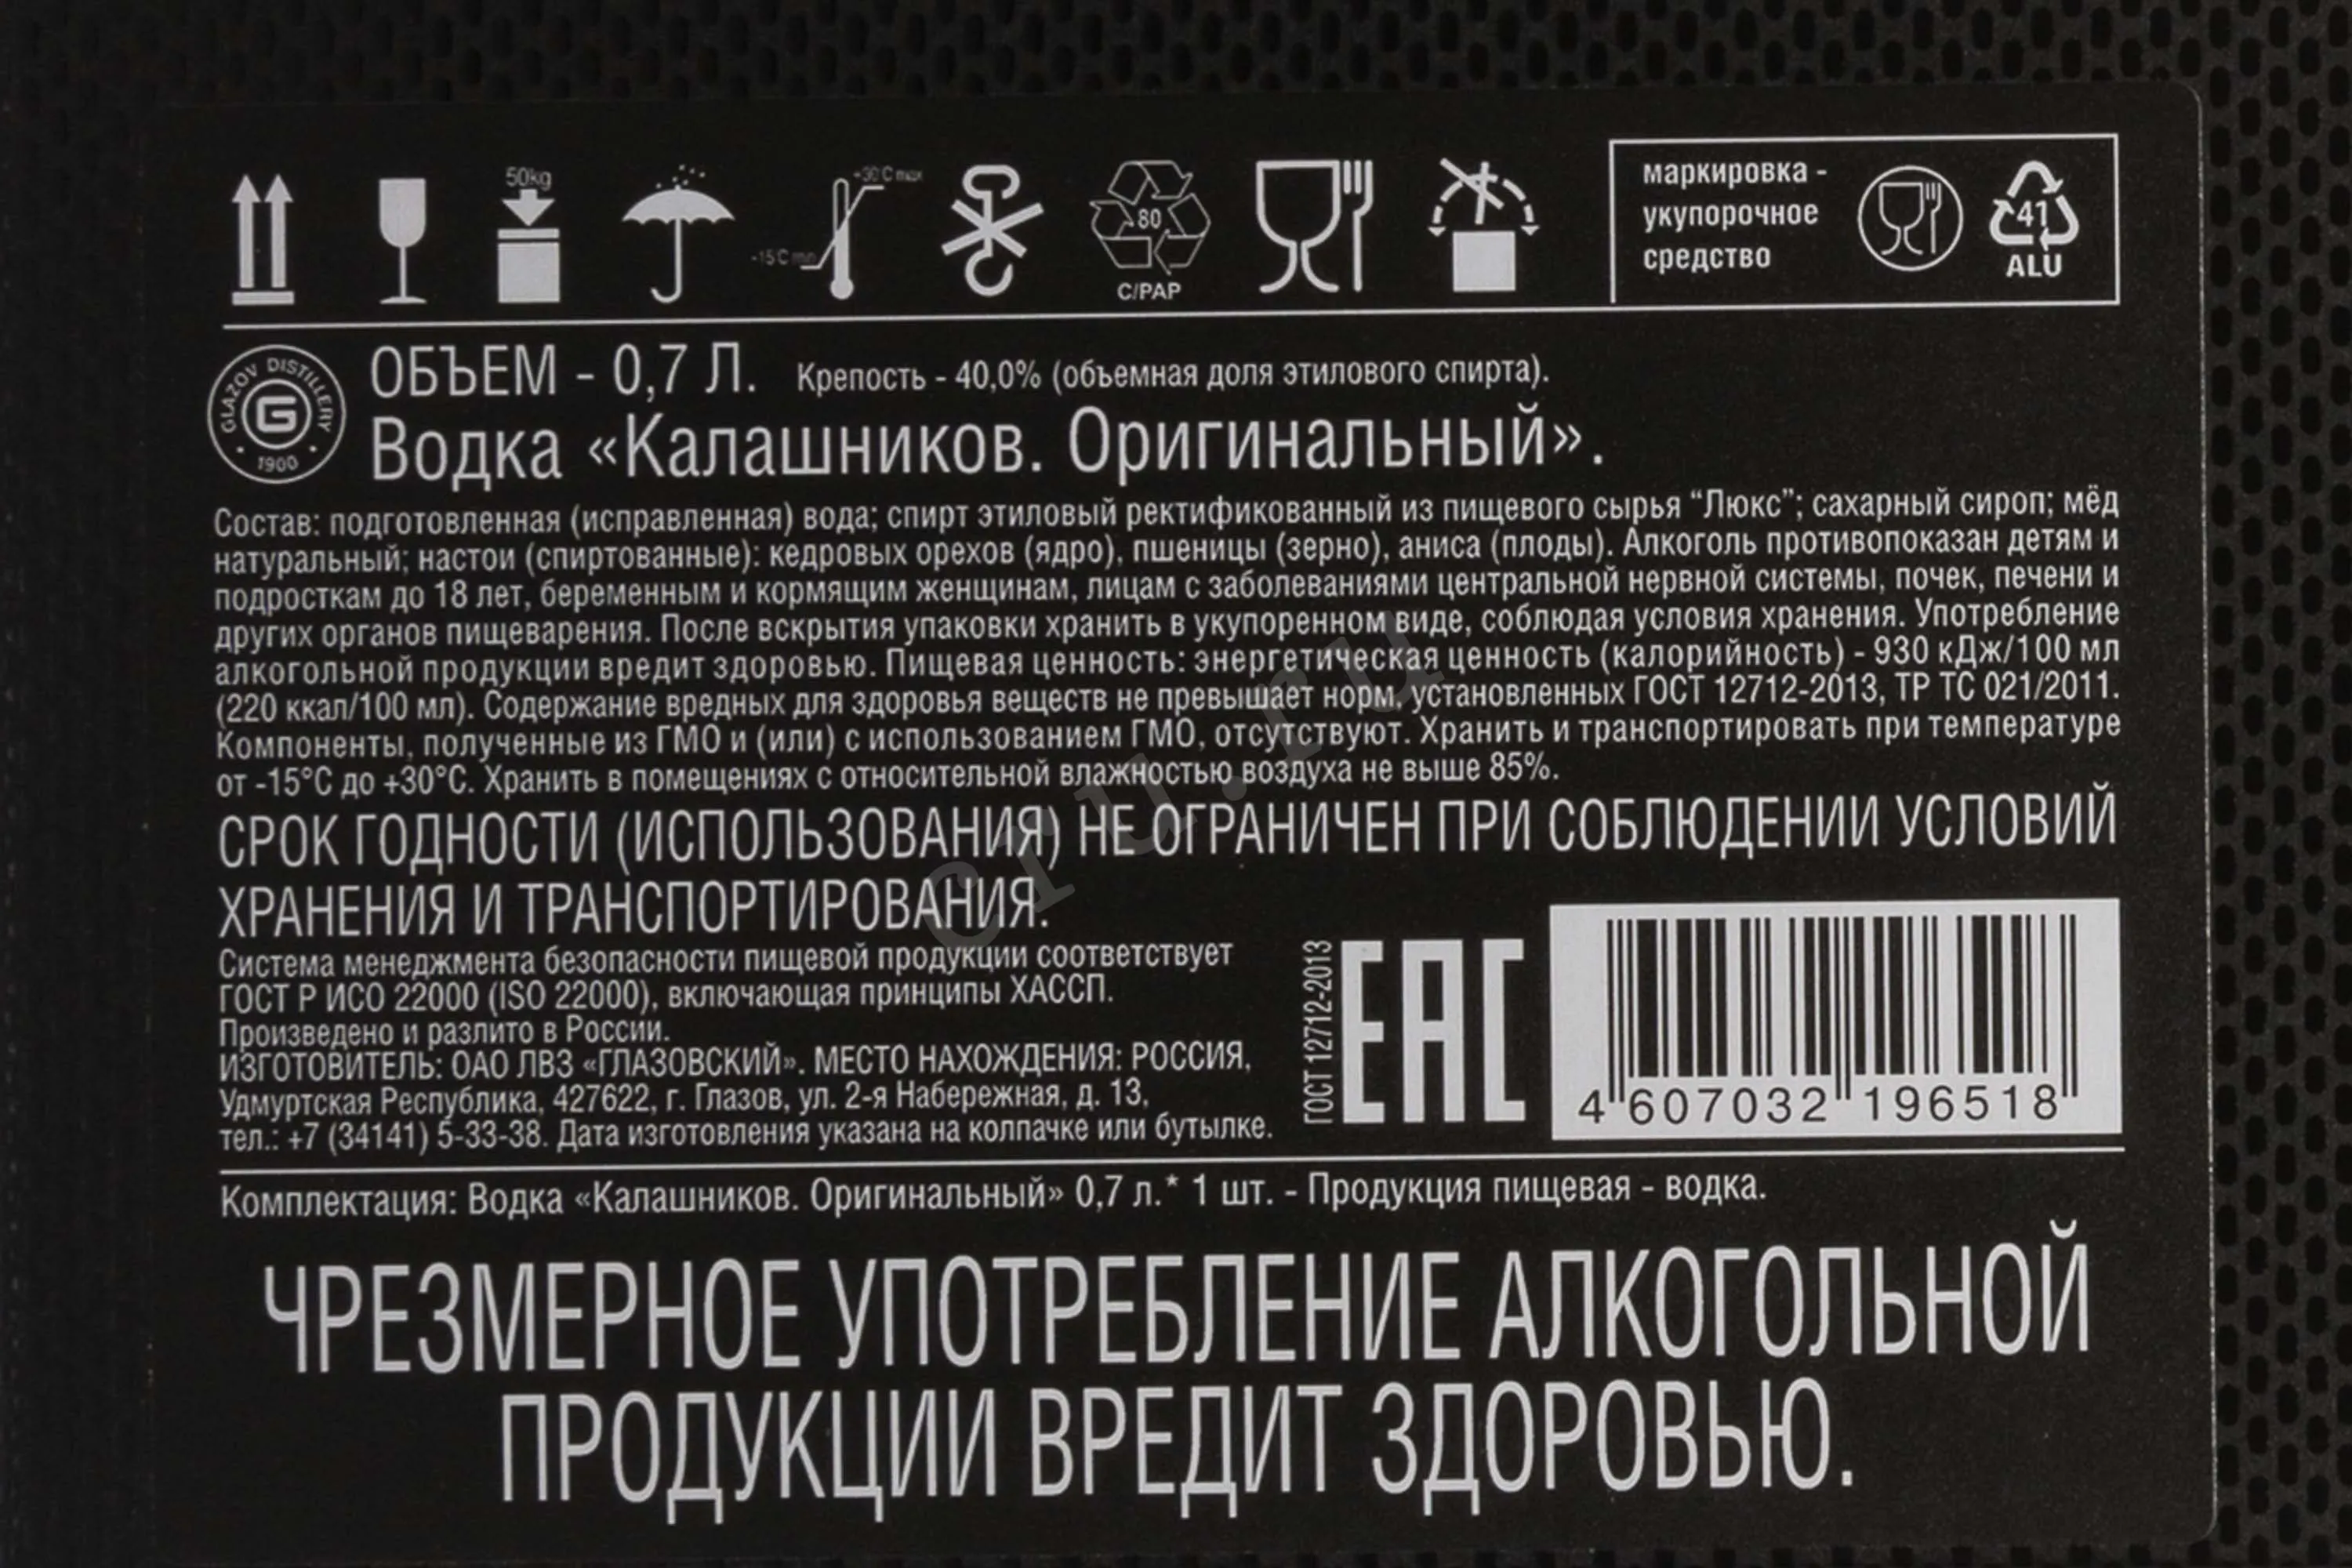 50kg
+30°C max
-15°C min
80
C/PAP
маркировка -
укупорочное
средство
41
ALU
GLAZOV DISTILLERY
G
1900
ОБЪЕМ - 0,7 Л. Крепость - 40,0% (объемная доля этилового спирта).
Водка «Калашников. Оригинальный».
Состав: подготовленная (исправленная) вода; спирт этиловый ректификованный из пищевого сырья “Люкс”; сахарный сироп; мёд
натуральный; настои (спиртованные): кедровых орехов (ядро), пшеницы (зерно), аниса (плоды). Алкоголь противопоказан детям и
подросткам до 18 лет, беременным и кормящим женщинам, лицам с заболеваниями центральной нервной системы, почек, печени и
других органов пищеварения. После вскрытия упаковки хранить в укупоренном виде, соблюдая условия хранения. Употребление
алкогольной продукции вредит здоровью. Пищевая ценность: энергетическая ценность (калорийность) - 930 кДж/100 мл
(220 ккал/100 мл). Содержание вредных для здоровья веществ не превышает норм, установленных ГОСТ 12712-2013, ТР ТС 021/2011.
Компоненты, полученные из ГМО и (или) с использованием ГМО, отсутствуют. Хранить и транспортировать при температуре
от -15°C до +30°C. Хранить в помещениях с относительной влажностью воздуха не выше 85%.
СРОК ГОДНОСТИ (ИСПОЛЬЗОВАНИЯ) НЕ ОГРАНИЧЕН ПРИ СОБЛЮДЕНИИ УСЛОВИЙ
ХРАНЕНИЯ И ТРАНСПОРТИРОВАНИЯ.
cru.ru
Система менеджмента безопасности пищевой продукции соответствует
ГОСТ Р ИСО 22000 (ISO 22000), включающая принципы ХАССП.
Произведено и разлито в России.
ИЗГОТОВИТЕЛЬ: ОАО ЛВЗ «ГЛАЗОВСКИЙ». МЕСТО НАХОЖДЕНИЯ: РОССИЯ,
Удмуртская Республика, 427622, г. Глазов, ул. 2-я Набережная, д. 13,
тел.: +7 (34141) 5-33-38. Дата изготовления указана на колпачке или бутылке.
ГОСТ 12712-2013
EAC
4 607032 196518
Комплектация: Водка «Калашников. Оригинальный» 0,7 л.* 1 шт. - Продукция пищевая - водка.
ЧРЕЗМЕРНОЕ УПОТРЕБЛЕНИЕ АЛКОГОЛЬНОЙ
ПРОДУКЦИИ ВРЕДИТ ЗДОРОВЬЮ.